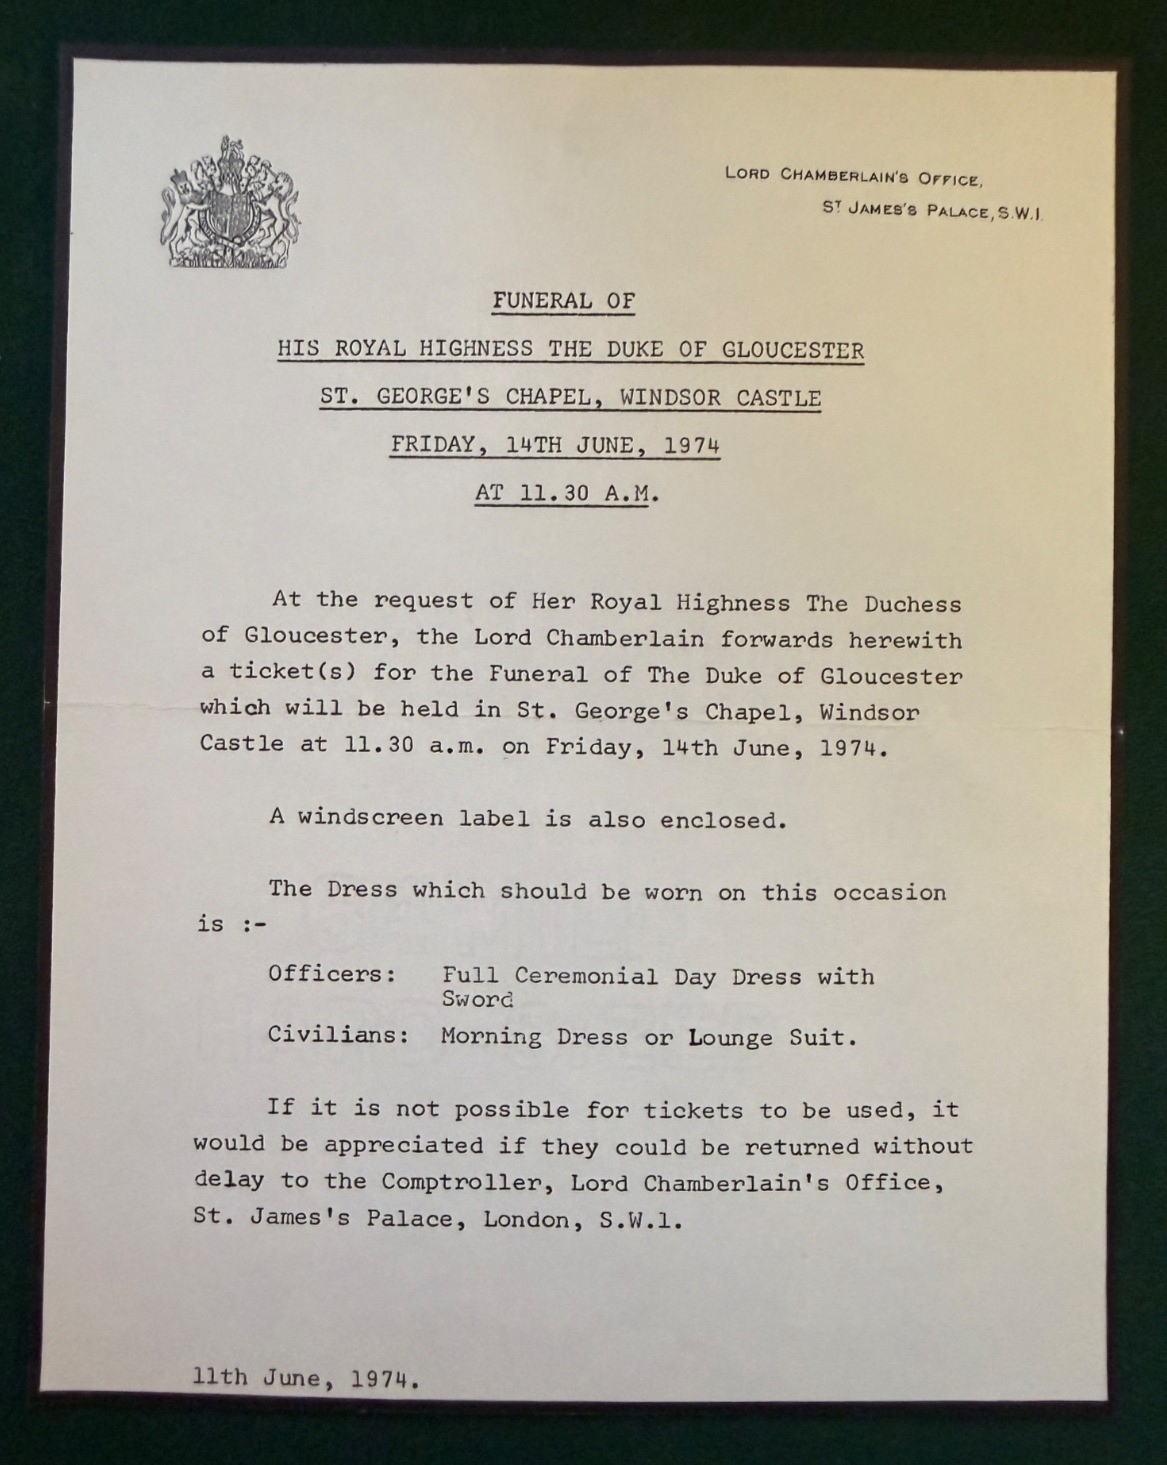 LORD CHAMBERLAIN'S OFFICE,
ST JAMES'S PALACE, S.W.1.
FUNERAL OF
HIS ROYAL HIGHNESS THE DUKE OF GLOUCESTER
ST. GEORGE'S CHAPEL, WINDSOR CASTLE
FRIDAY, 14TH JUNE, 1974
AT 11.30 A.M.
At the request of Her Royal Highness The Duchess
of Gloucester, the Lord Chamberlain forwards herewith
a ticket(s) for the Funeral of The Duke of Gloucester
which will be held in St. George's Chapel, Windsor
Castle at 11.30 a.m. on Friday, 14th June, 1974.
A windscreen label is also enclosed.
The Dress which should be worn on this occasion
is :-
Officers: Full Ceremonial Day Dress with
Sword
Civilians: Morning Dress or Lounge Suit.
If it is not possible for tickets to be used, it
would be appreciated if they could be returned without
delay to the Comptroller, Lord Chamberlain's Office,
St. James's Palace, London, S.W.1.
11th June, 1974.